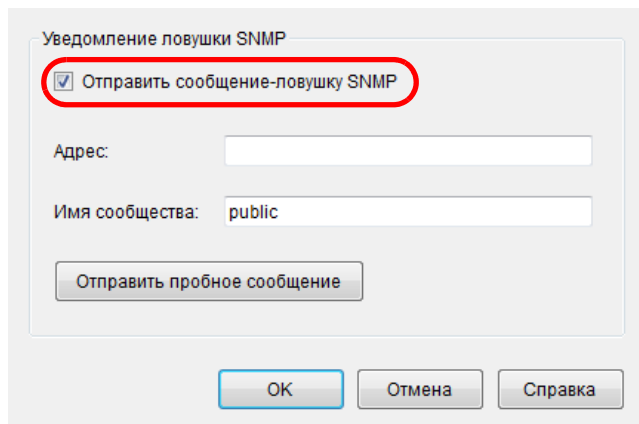 Уведомление ловушки SNMP
Отправить сообщение-ловушку SNMP
Адрес:
Имя сообщества: public
Отправить пробное сообщение
OK Отмена Справка